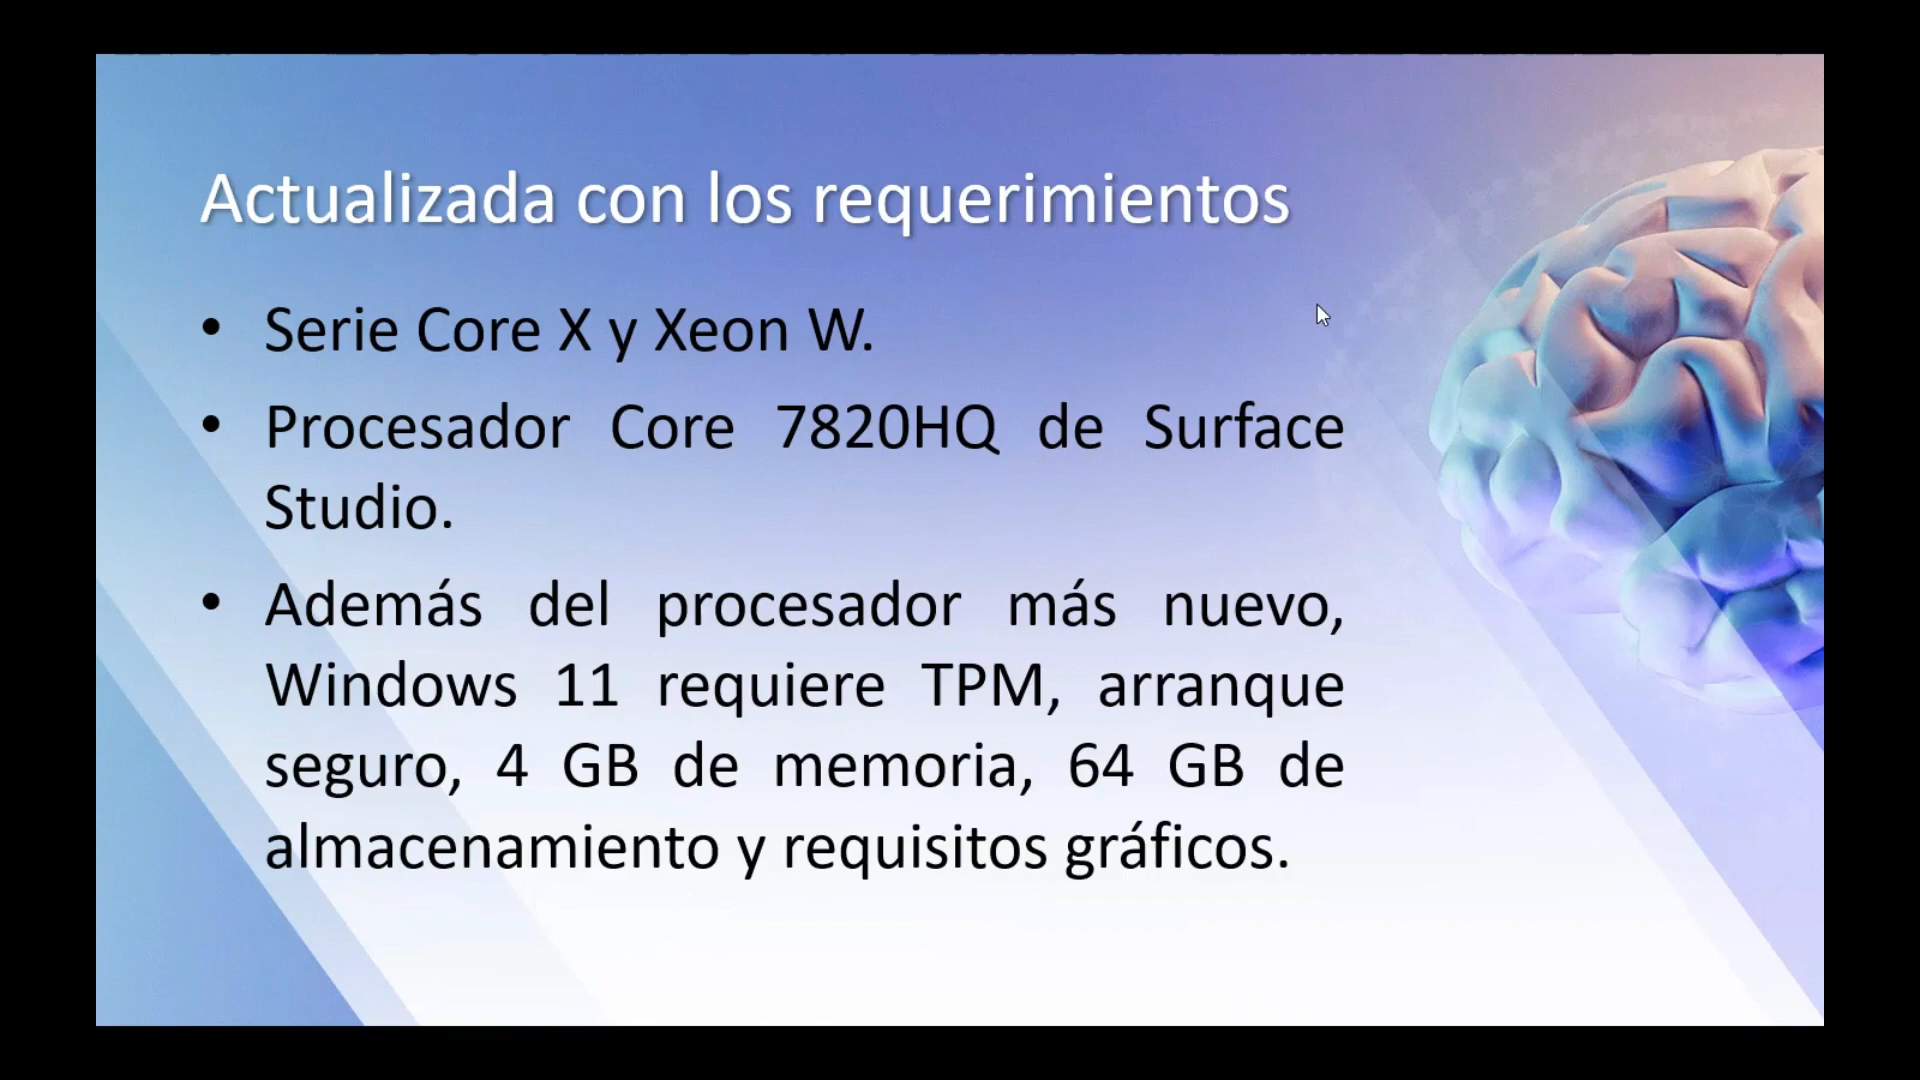 Actualizada con los requerimientos
• Serie Core X y Xeon W.
• Procesador Core 7820HQ de Surface
Studio.
• Además del procesador más nuevo,
Windows 11 requiere TPM, arranque
seguro, 4 GB de memoria, 64 GB de
almacenamiento y requisitos gráficos.